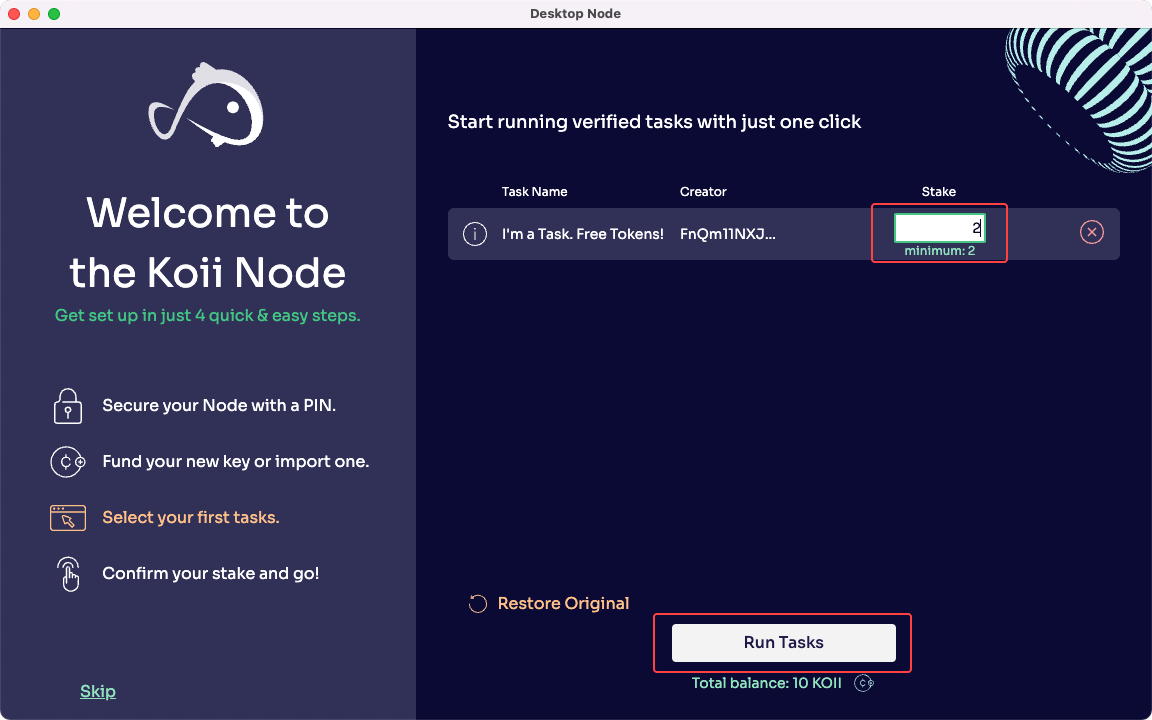 Desktop Node
Welcome to
the Koii Node
Get set up in just 4 quick & easy steps.
Secure your Node with a PIN.
Fund your new key or import one.
Select your first tasks.
Confirm your stake and go!
Skip
Start running verified tasks with just one click
Task Name Creator Stake
I'm a Task. Free Tokens! FnQm11NXJ... 2
minimum: 2
Restore Original
Run Tasks
Total balance: 10 KOII